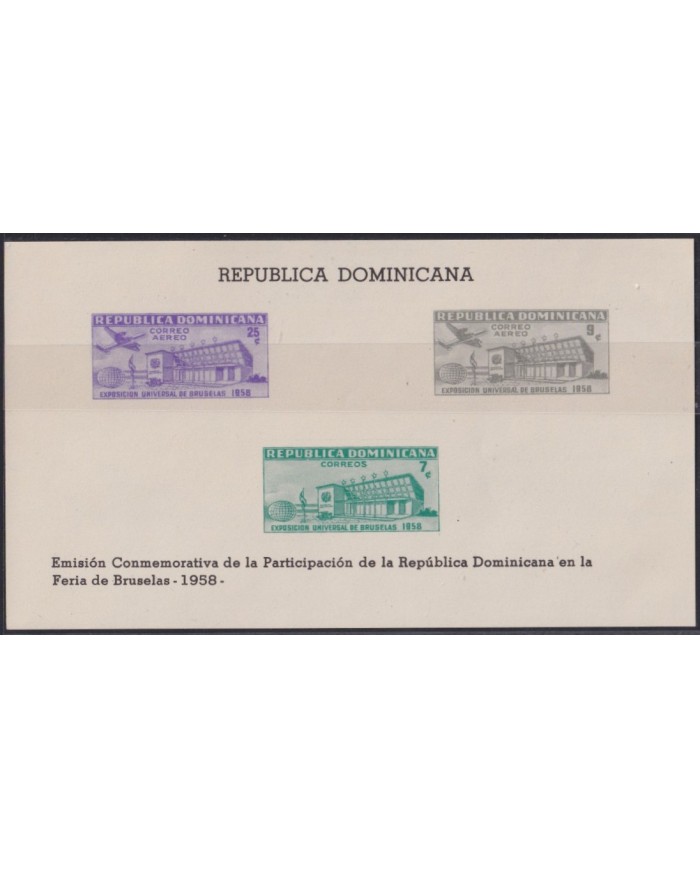 REPUBLICA DOMINICANA
REPUBLICA DOMINICANA
CORREO
AEREO
25
¢
EXPOSICION UNIVERSAL DE BRUSELAS 1958
REPUBLICA DOMINICANA
CORREO
AEREO
9
¢
EXPOSICION UNIVERSAL DE BRUSELAS 1958
REPUBLICA DOMINICANA
CORREOS
7
¢
EXPOSICION UNIVERSAL DE BRUSELAS 1958
Emisión Conmemorativa de la Participación de la República Dominicana en la
Feria de Bruselas - 1958 -